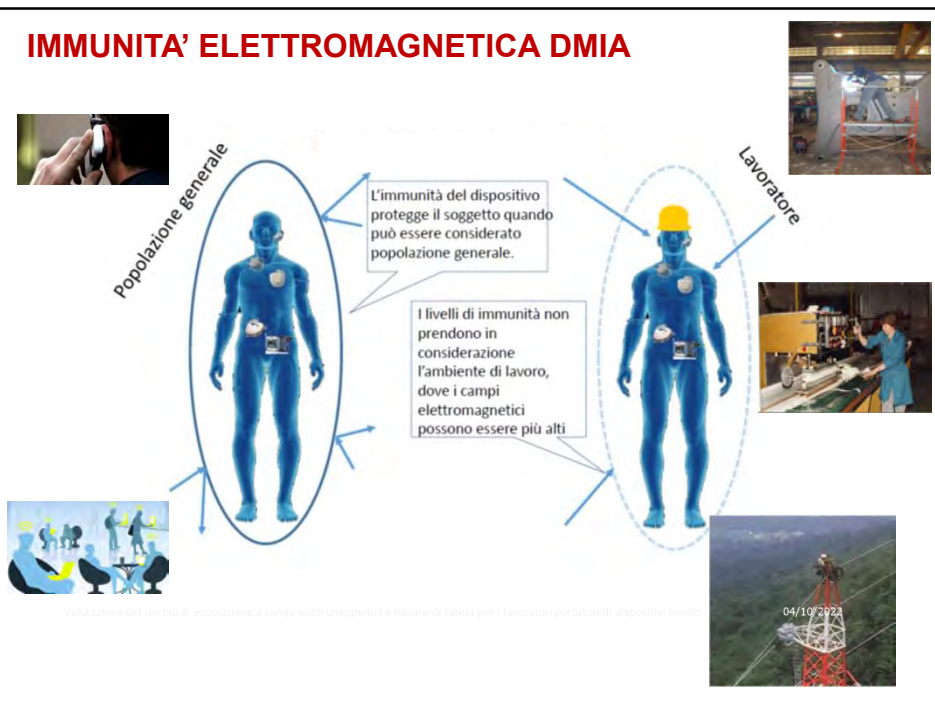 IMMUNITA’ ELETTROMAGNETICA DMIA
Popolazione generale
L’immunità del dispositivo
protegge il soggetto quando
può essere considerato
popolazione generale.
Lavoratore
I livelli di immunità non
prendono in
considerazione
l’ambiente di lavoro,
dove i campi
elettromagnetici
possono essere più alti
Valutazione del rischio di esposizione a campi elettromagnetici e misure di tutela per i lavoratori portatori di dispositivi medici
04/10/2022